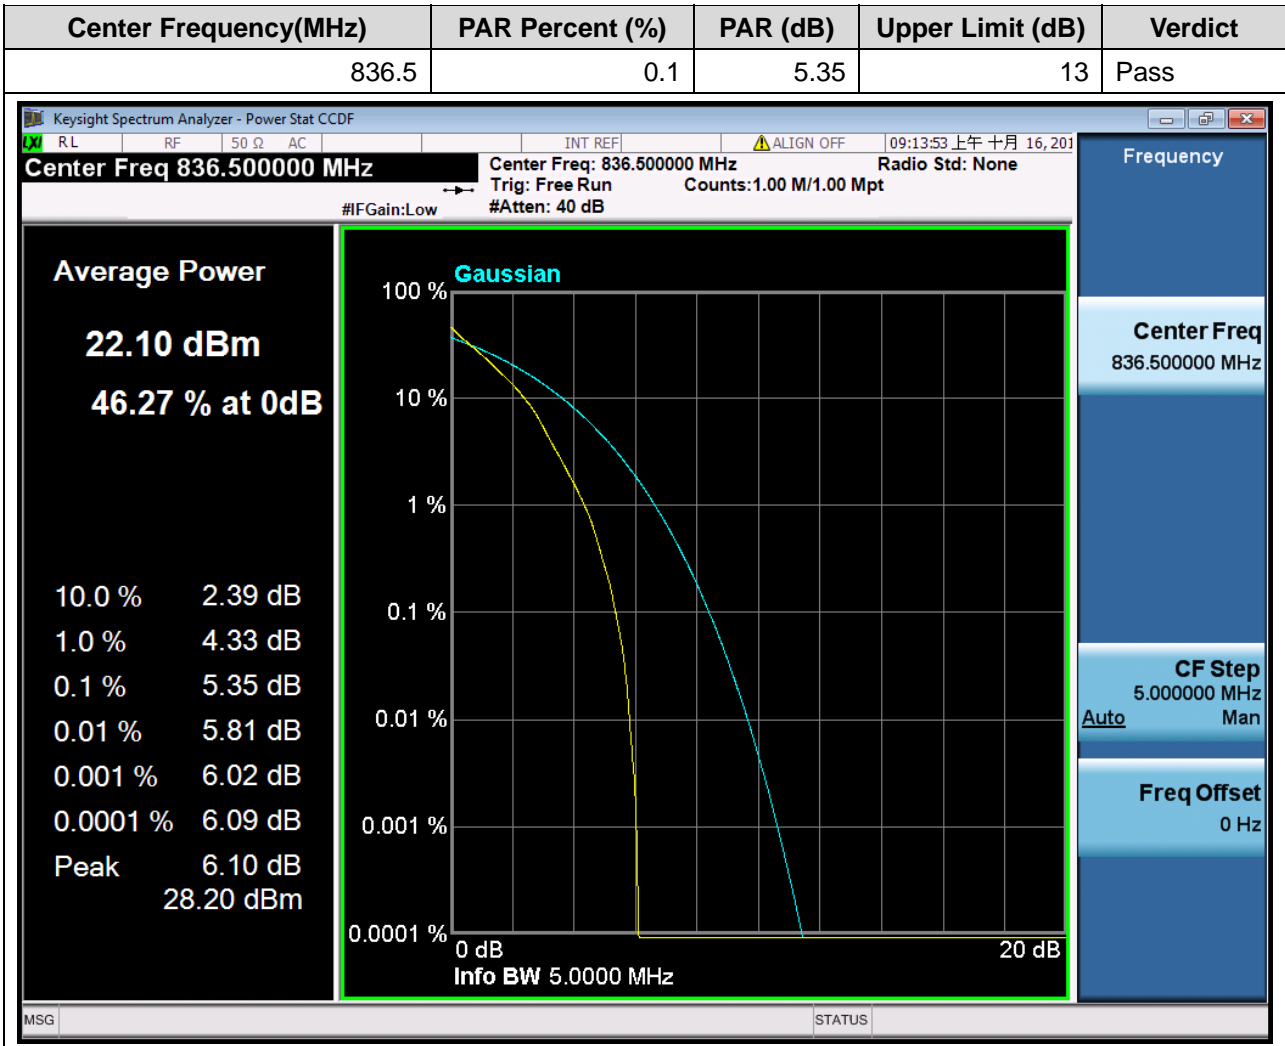 Center Frequency(MHz) PAR Percent (%) PAR (dB) Upper Limit (dB) Verdict
836.5 0.1 5.35 13 Pass
Keysight Spectrum Analyzer - Power Stat CCDF
LXI RL RF 50 Ω AC INT REF ALIGN OFF 09:13:53 上午 十月 16, 201
Center Freq 836.500000 MHz
Center Freq: 836.500000 MHz Radio Std: None
Trig: Free Run Counts:1.00 M/1.00 Mpt
#IFGain:Low #Atten: 40 dB
Average Power
22.10 dBm
46.27 % at 0dB
10.0 % 2.39 dB
1.0 % 4.33 dB
0.1 % 5.35 dB
0.01 % 5.81 dB
0.001 % 6.02 dB
0.0001 % 6.09 dB
Peak 6.10 dB
28.20 dBm
Gaussian
100 %
10 %
1 %
0.1 %
0.01 %
0.001 %
0.0001 %
0 dB 20 dB
Info BW 5.0000 MHz
Frequency
Center Freq
836.500000 MHz
CF Step
5.000000 MHz
Auto Man
Freq Offset
0 Hz
MSG STATUS